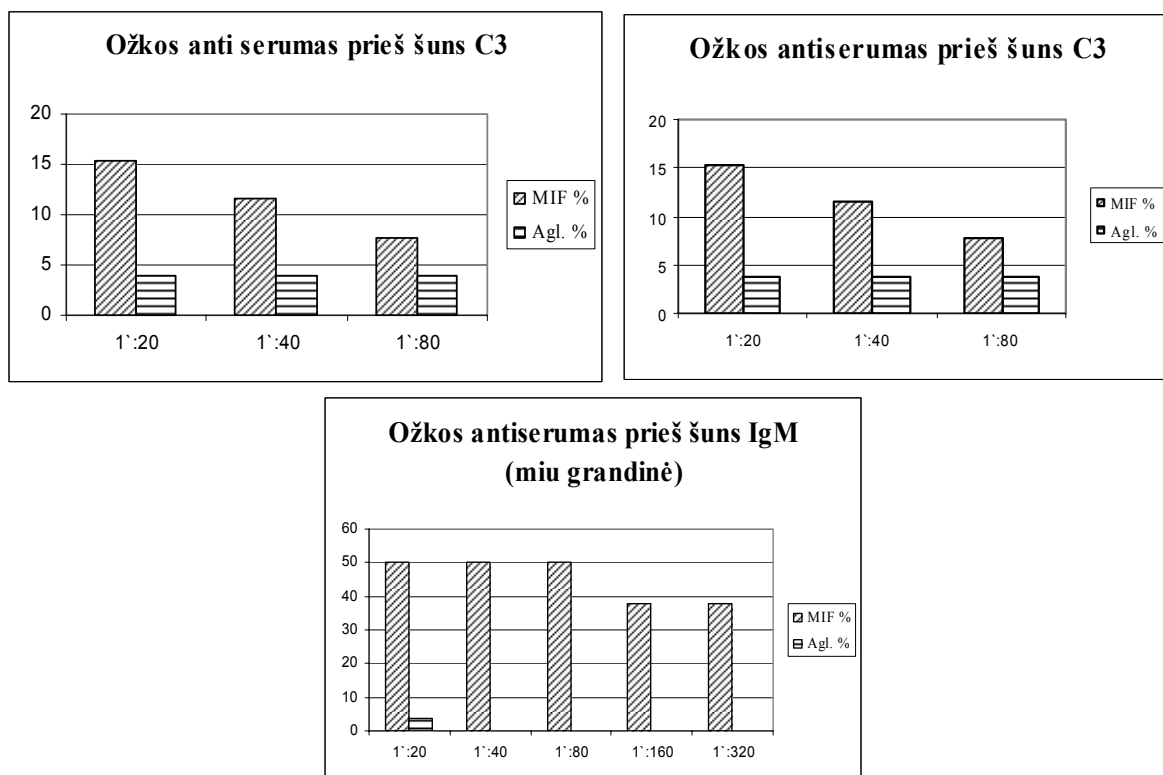 Ožkos anti serumas prieš šuns C3
20
15
10
5
0
1`:20 1`:40 1`:80
MIF %
Agl. %
Ožkos antiserumas prieš šuns C3
20
15
10
5
0
1`:20 1`:40 1`:80
MIF %
Agl. %
Ožkos antiserumas prieš šuns IgM
(miu grandinė)
60
50
40
30
20
10
0
1`:20 1`:40 1`:80 1`:160 1`:320
MIF %
Agl. %